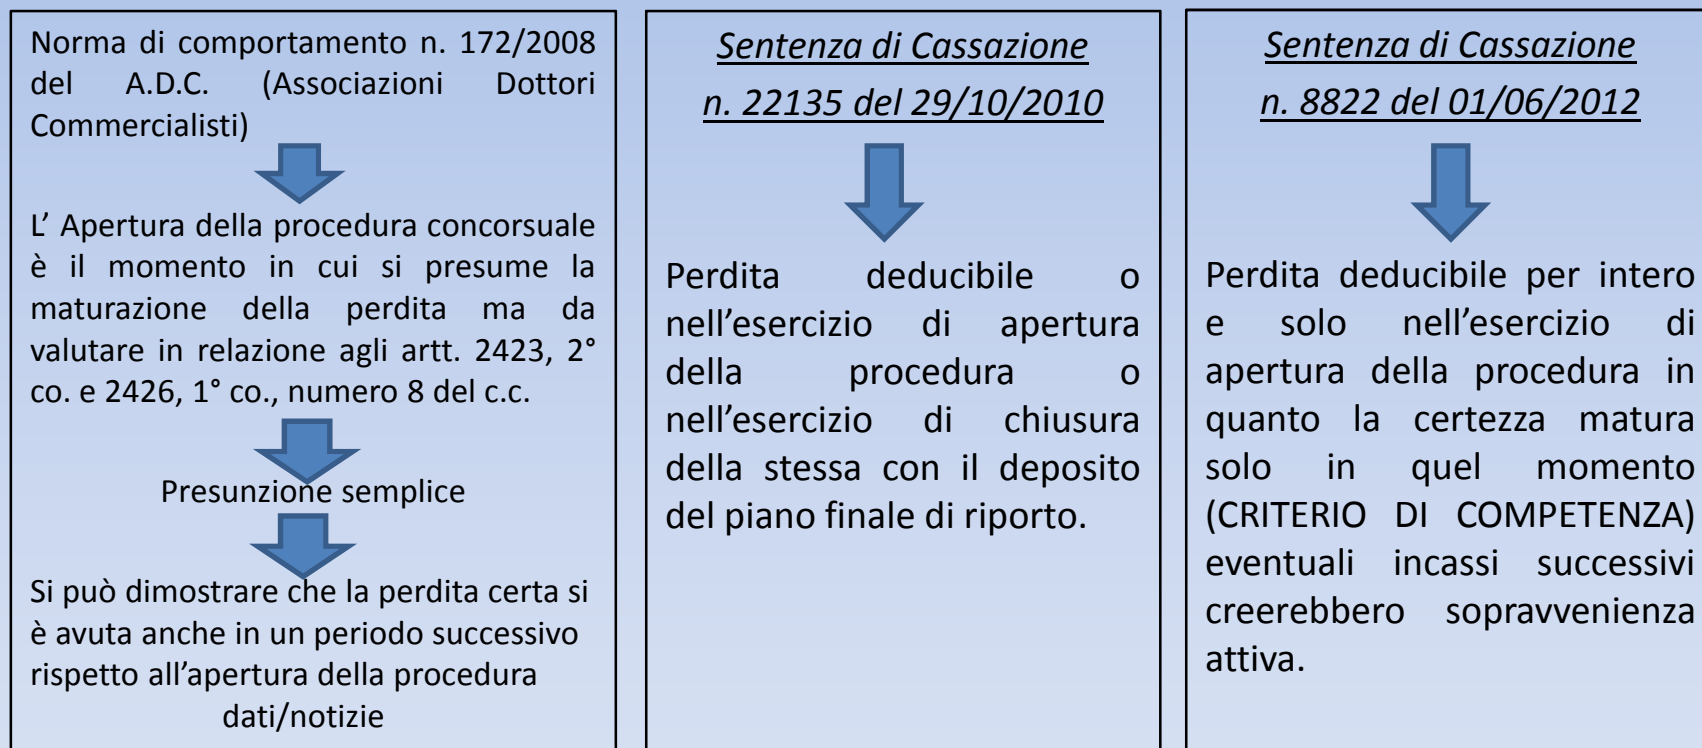 Norma di comportamento n. 172/2008
del A.D.C. (Associazioni Dottori
Commercialisti)
L' Apertura della procedura concorsuale
è il momento in cui si presume la
maturazione della perdita ma da
valutare in relazione agli artt. 2423, 2°
co. e 2426, 1° co., numero 8 del c.c.
Presunzione semplice
Si può dimostrare che la perdita certa si
è avuta anche in un periodo successivo
rispetto all'apertura della procedura
dati/notizie
Sentenza di Cassazione
n. 22135 del 29/10/2010
Perdita deducibile o
nell'esercizio di apertura
della procedura o
nell'esercizio di chiusura
della stessa con il deposito
del piano finale di riporto.
Sentenza di Cassazione
n. 8822 del 01/06/2012
Perdita deducibile per intero
e solo nell'esercizio di
apertura della procedura in
quanto la certezza matura
solo in quel momento
(CRITERIO DI COMPETENZA)
eventuali incassi successivi
creerebbero sopravvenienza
attiva.